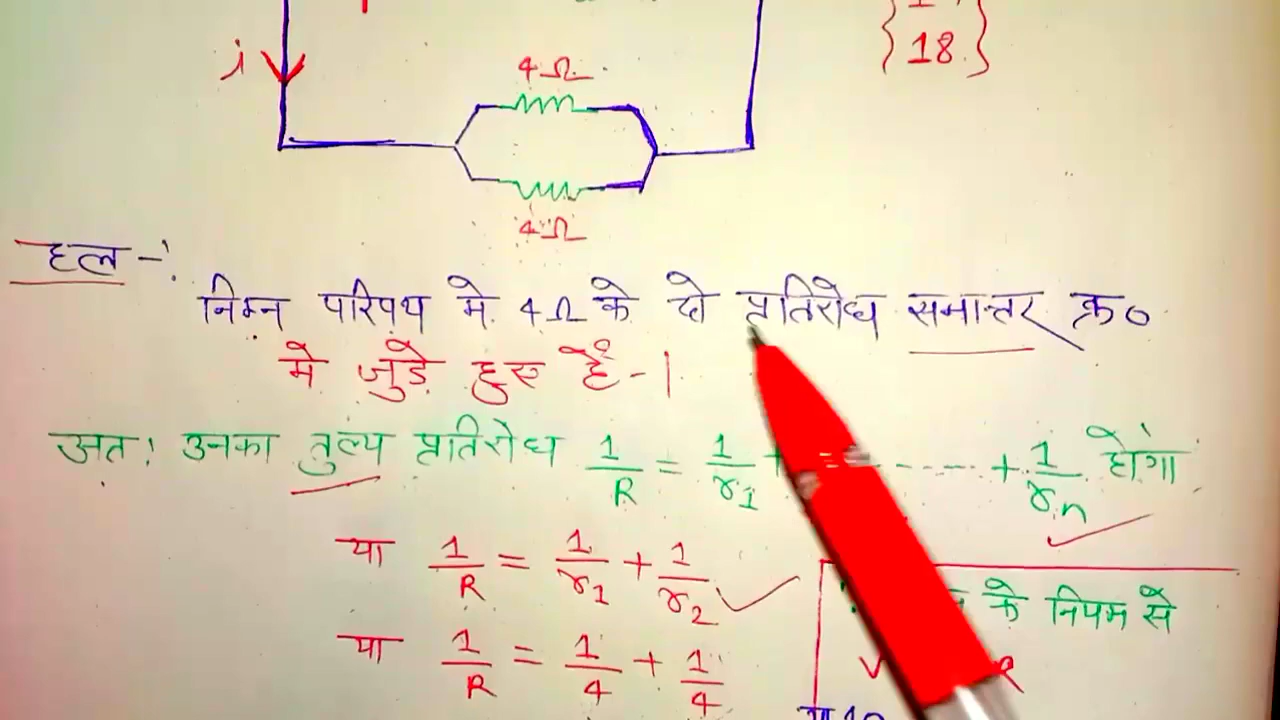 18.
i
4Ω
4Ω
हल -:
निम्न परिपथ मे 4Ω के दो प्रतिरोध समान्तर क्र०
मे जुड़े हुए हैं -।
अत: उनका तुल्य प्रतिरोध 1/R = 1/r1 + ---- + 1/rn होगा
या 1/R = 1/r1 + 1/r2
के नियम से
या 1/R = 1/4 + 1/4
V